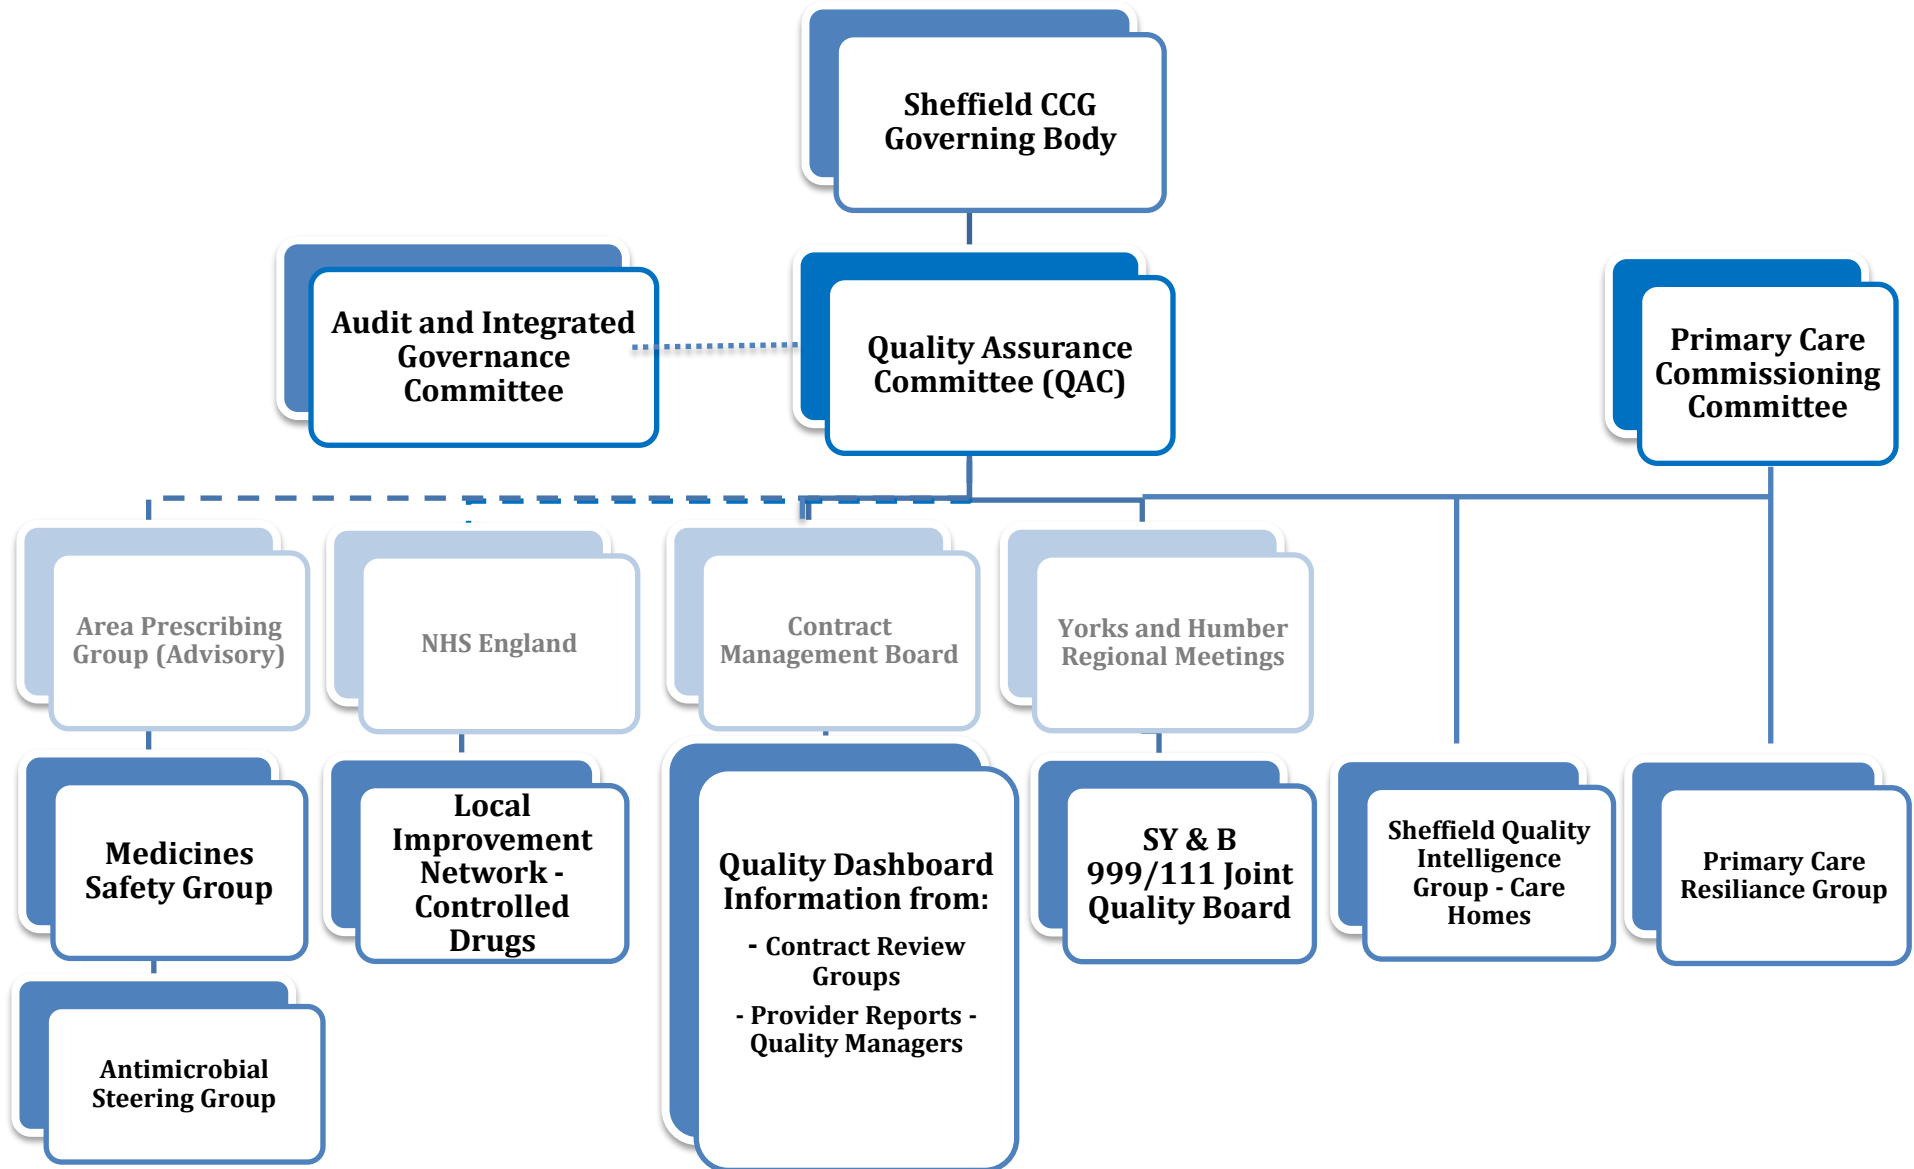 Sheffield CCG
Governing Body
Audit and Integrated
Governance
Committee
Quality Assurance
Committee (QAC)
Primary Care
Commissioning
Committee
Area Prescribing
Group (Advisory)
NHS England
Contract
Management Board
Yorks and Humber
Regional Meetings
Medicines
Safety Group
Local
Improvement
Network -
Controlled
Drugs
Quality Dashboard
Information from:
- Contract Review
Groups
- Provider Reports -
Quality Managers
SY & B
999/111 Joint
Quality Board
Sheffield Quality
Intelligence
Group - Care
Homes
Primary Care
Resiliance Group
Antimicrobial
Steering Group